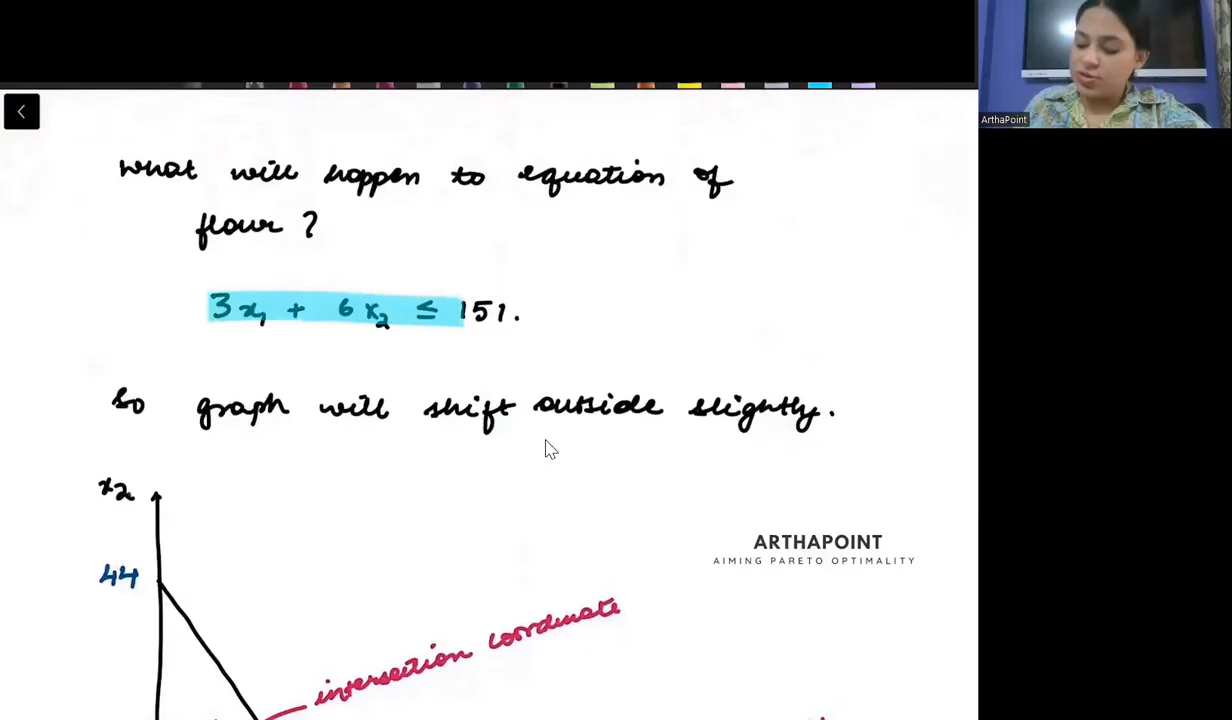 ArthaPoint
what will happen to equation of
flour ?
3x₁ + 6x₂ ≤ 151.
So graph will shift outside slightly.
x₂
44
ARTHAPOINT
AIMING PARETO OPTIMALITY
intersection coordinate